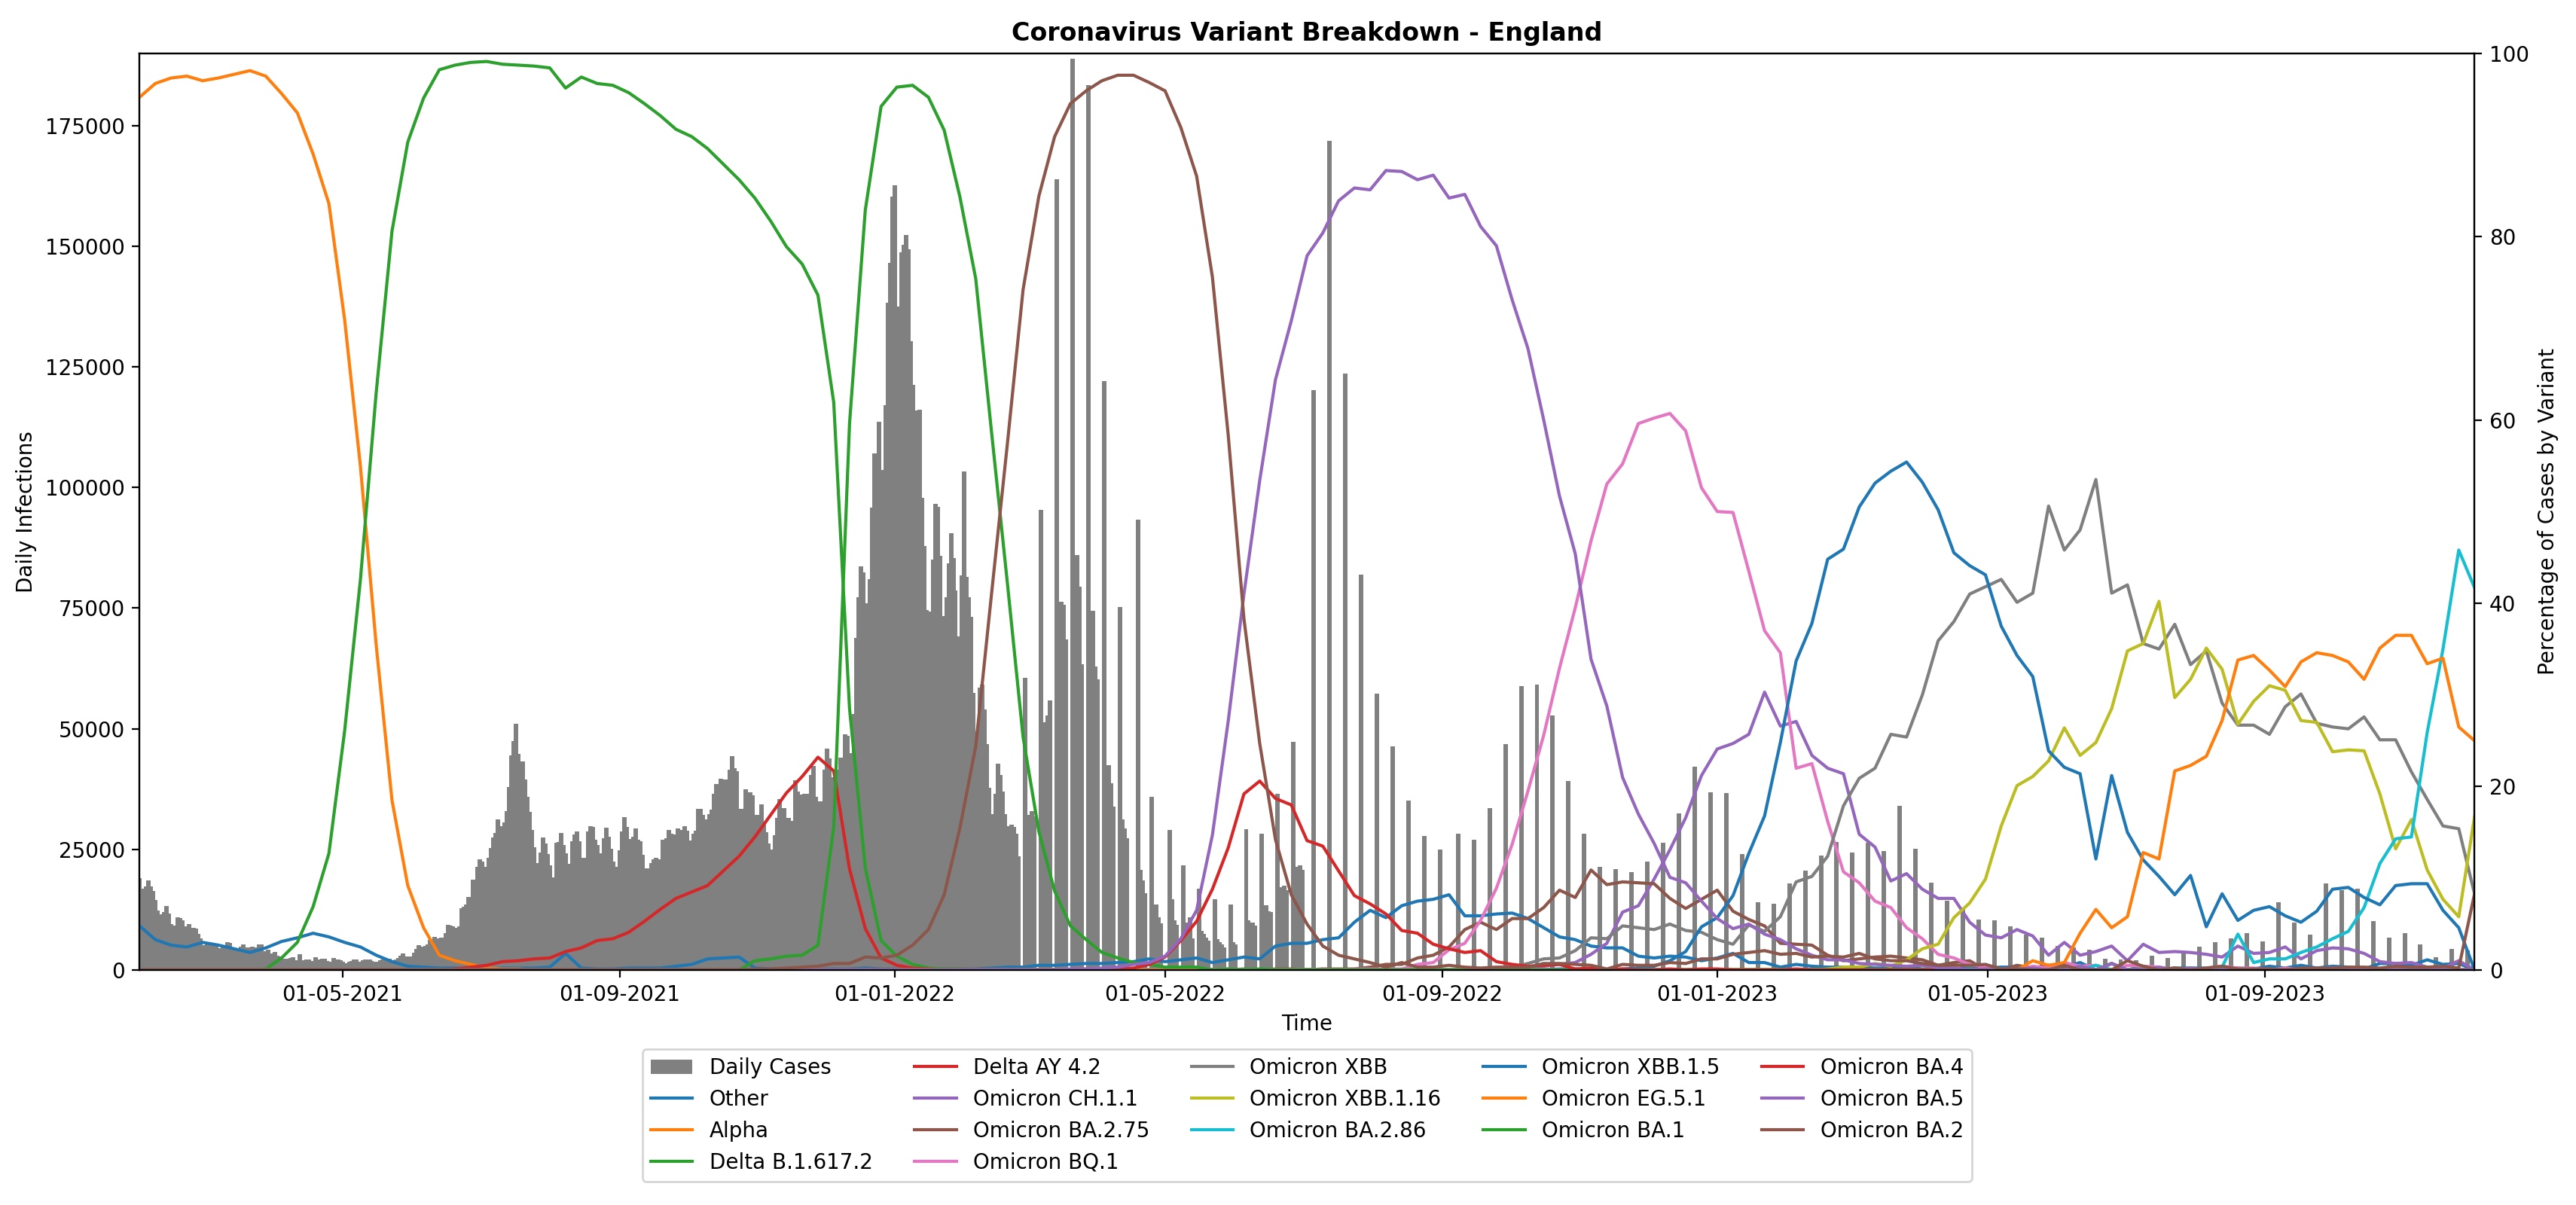 Coronavirus Variant Breakdown - England
175000
150000
125000
100000
75000
50000
25000
0
Daily Infections
100
80
60
40
20
0
Percentage of Cases by Variant
01-05-2021 01-09-2021 01-01-2022 01-05-2022 01-09-2022 01-01-2023 01-05-2023 01-09-2023
Time
Daily Cases Delta AY 4.2 Omicron XBB Omicron XBB.1.5 Omicron BA.4
Other Omicron CH.1.1 Omicron XBB.1.16 Omicron EG.5.1 Omicron BA.5
Alpha Omicron BA.2.75 Omicron BA.2.86 Omicron BA.1 Omicron BA.2
Delta B.1.617.2 Omicron BQ.1